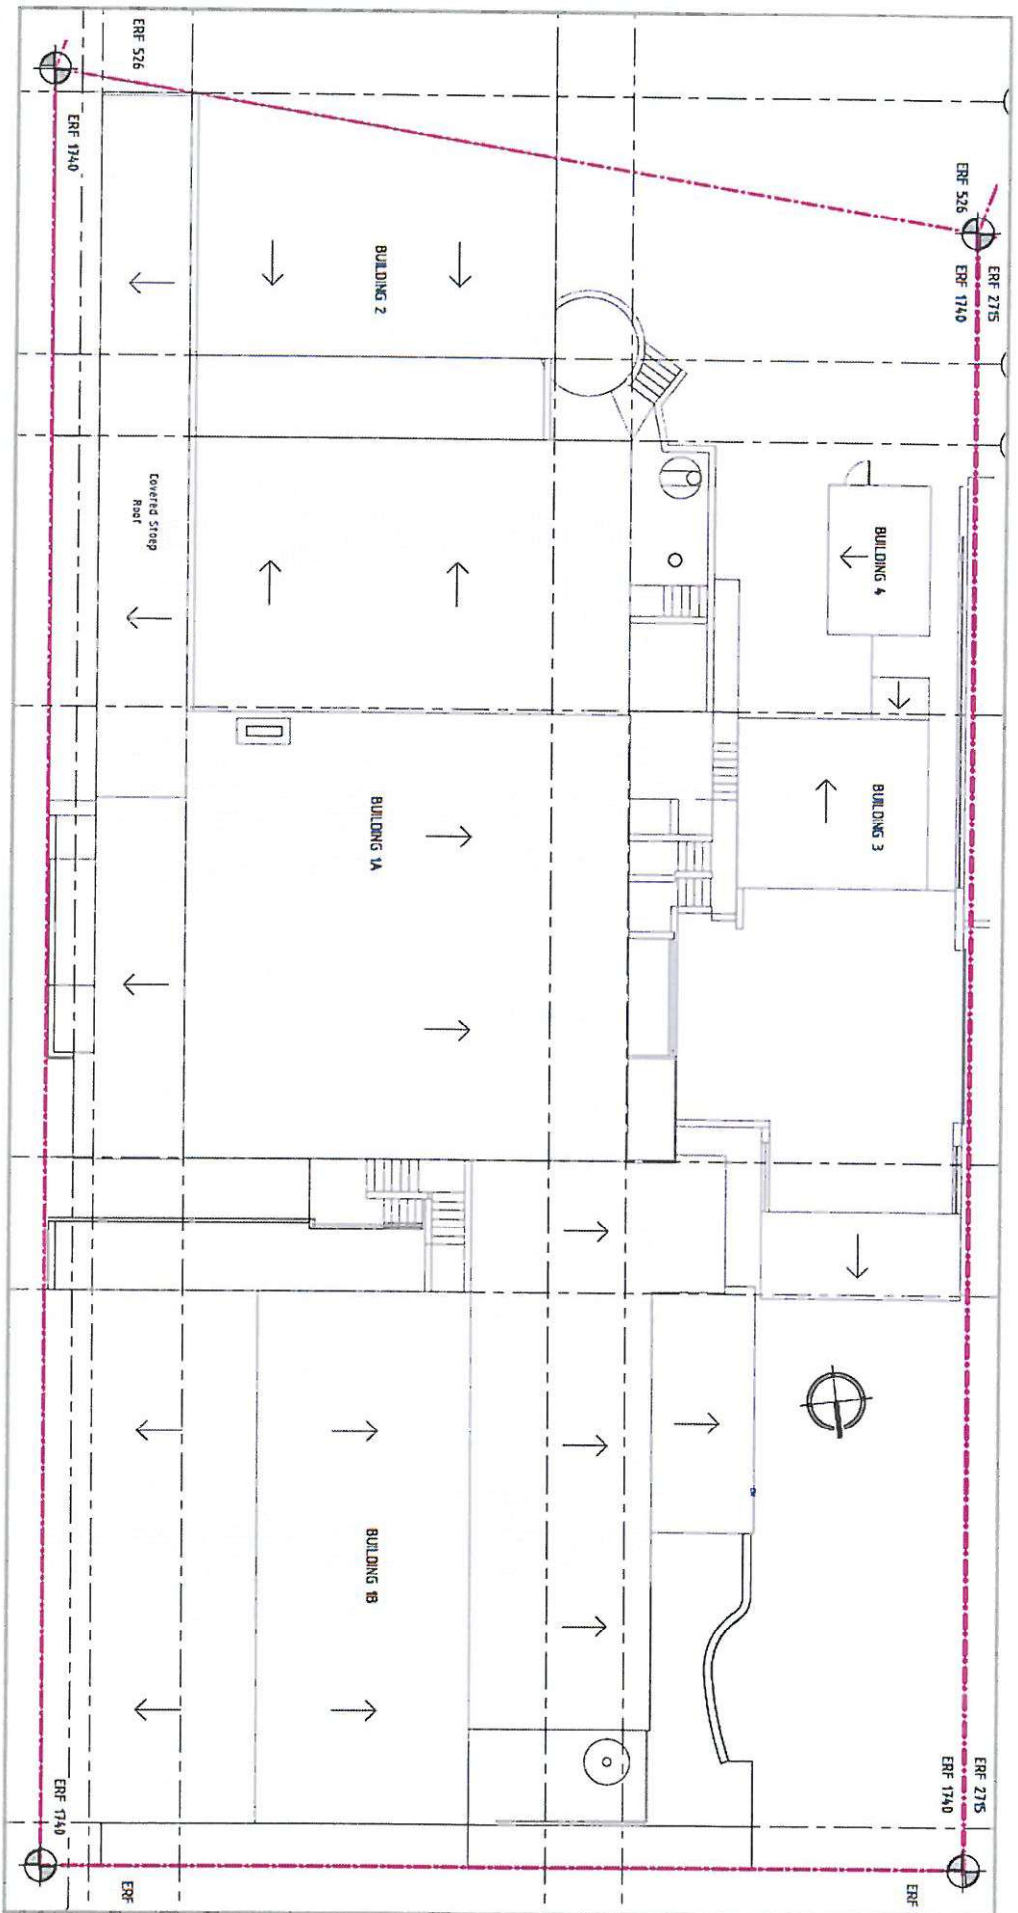 ERF 526
ERF 1740
ERF 526
ERF 1740
ERF 2715
BUILDING 2
Covered Stoep
Roof
BUILDING 4
BUILDING 3
BUILDING 1A
BUILDING 1B
ERF 1740
ERF
ERF 2715
ERF 1740
ERF